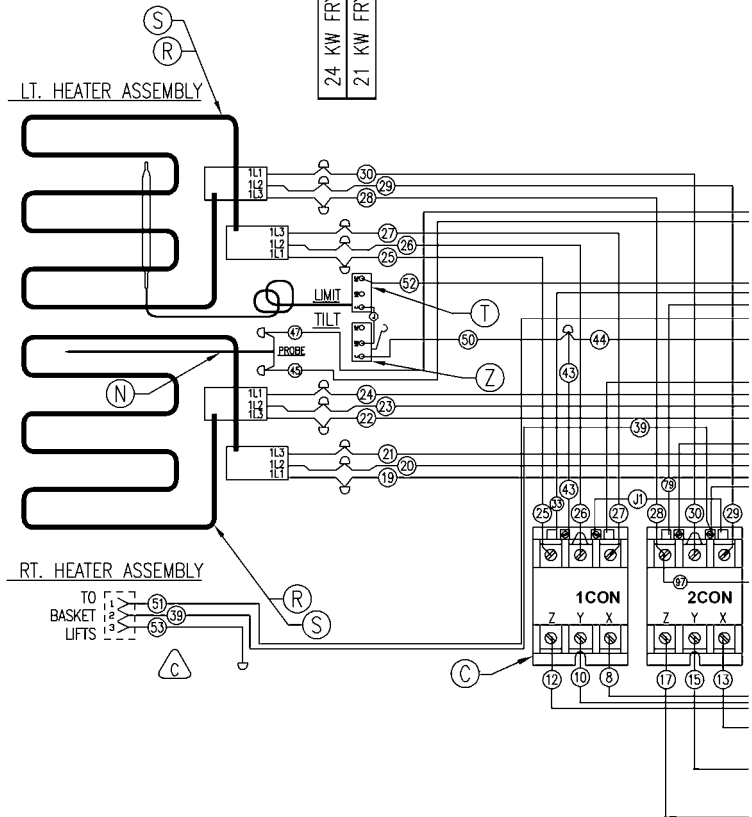 24 KW FRY
21 KW FRY
S
R
LT. HEATER ASSEMBLY
1L1
1L2
1L3
30
29
28
1L3
1L2
1L1
27
26
25
LIMIT
52
T
TILT
47
PROBE
45
50
43
44
Z
N
1L1
1L2
1L3
24
23
22
39
1L3
1L2
1L1
21
20
19
43
33
79
J1
25
26
27
28
30
29
97
1CON
2CON
Z Y X
Z Y X
RT. HEATER ASSEMBLY
R
S
TO
BASKET
LIFTS
1
2
3
51
39
53
C
C
12
10
8
17
15
13